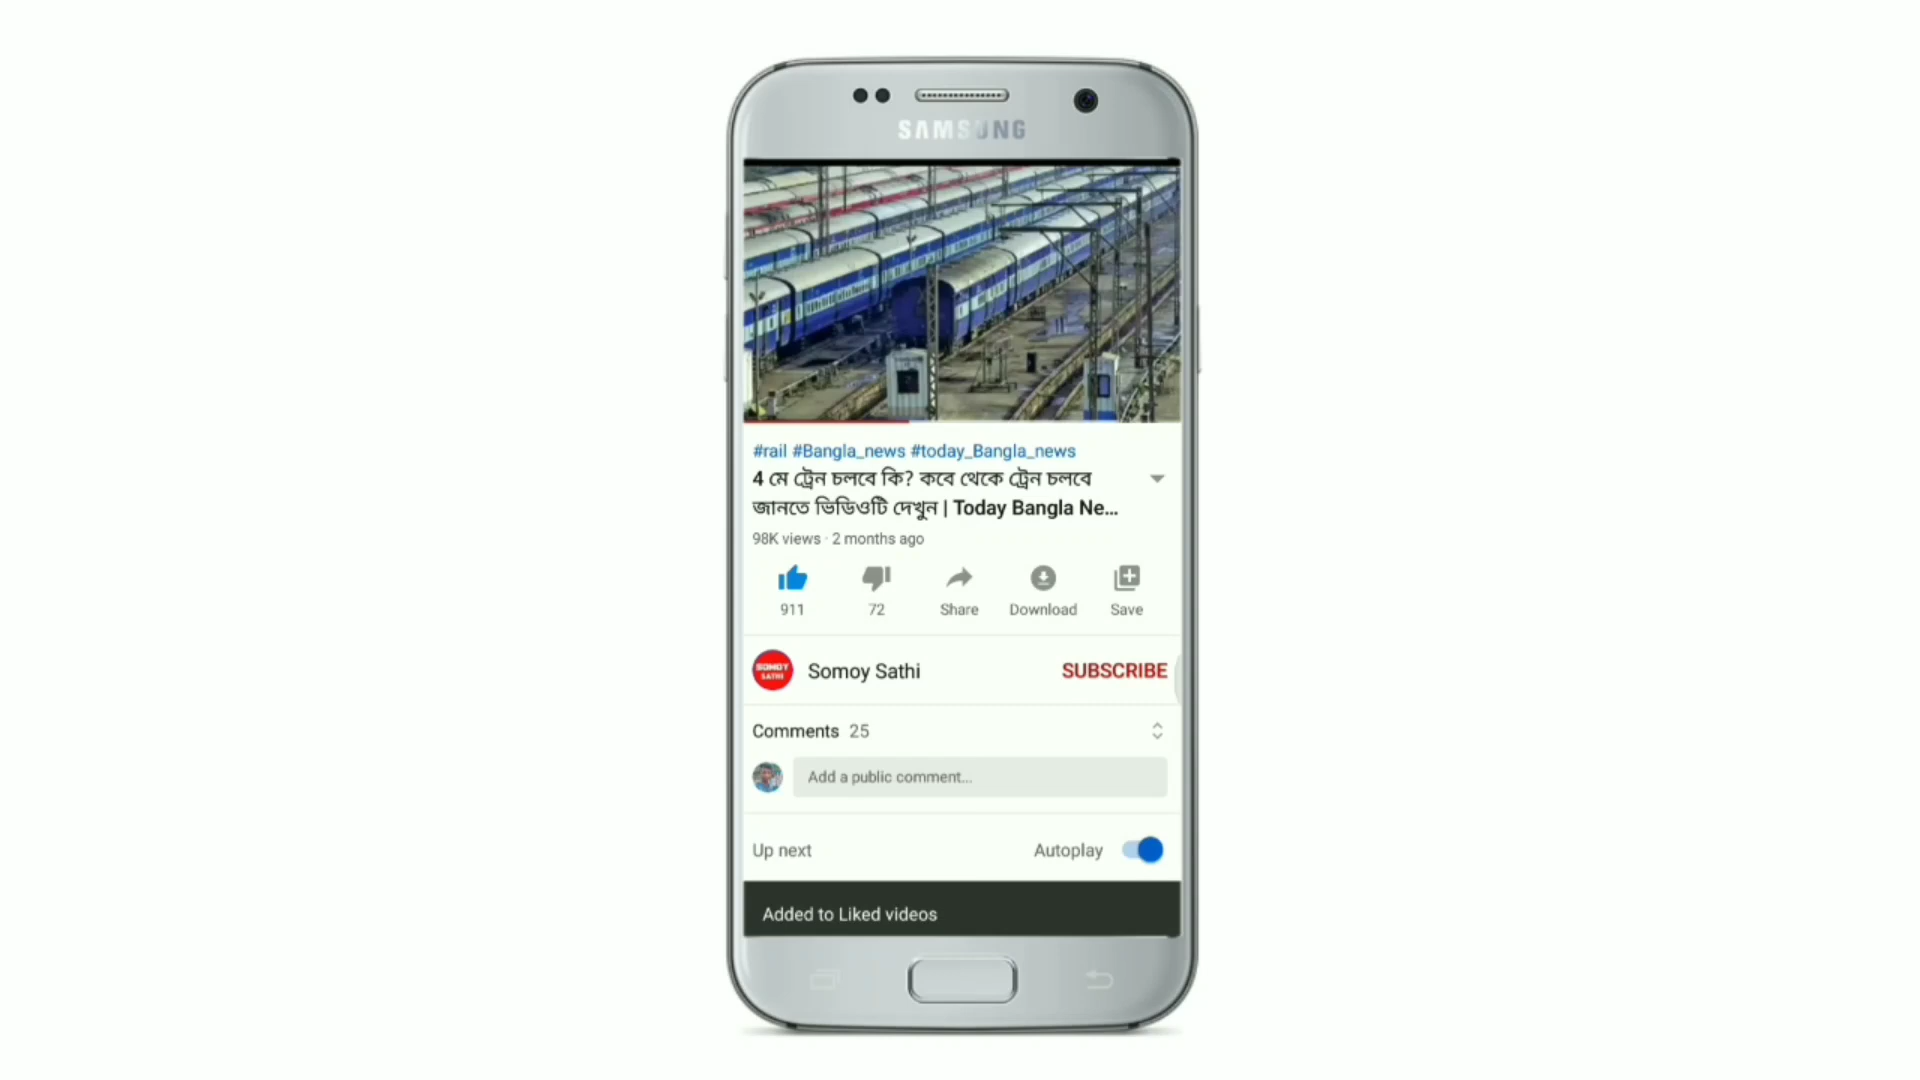 SAMSUNG
#rail #Bangla_news #today_Bangla_news
4 মে ট্রেন চলবে কি? কবে থেকে ট্রেন চলবে
জানতে ভিডিওটি দেখুন | Today Bangla Ne...
98K views · 2 months ago
911 72 Share Download Save
SOMOY
SATHI
Somoy Sathi SUBSCRIBE
Comments 25
Add a public comment...
Up next Autoplay
Added to Liked videos